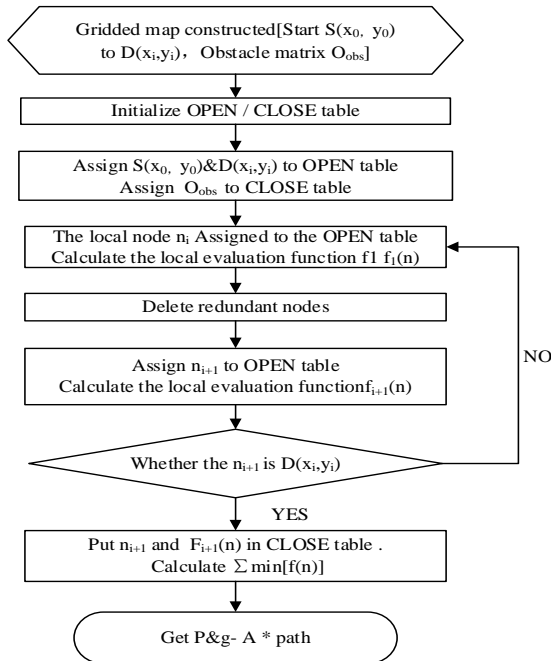 Gridded map constructed[Start S(x₀, y₀)
to D(xᵢ,yᵢ), Obstacle matrix Oobs]
Initialize OPEN / CLOSE table
Assign S(x₀, y₀)&D(xᵢ,yᵢ) to OPEN table
Assign Oobs to CLOSE table
The local node nᵢ Assigned to the OPEN table
Calculate the local evaluation function f1 f₁(n)
Delete redundant nodes
Assign nᵢ₊₁ to OPEN table
Calculate the local evaluation functionfᵢ₊₁(n)
NO
Whether the nᵢ₊₁ is D(xᵢ,yᵢ)
YES
Put nᵢ₊₁ and Fᵢ₊₁(n) in CLOSE table .
Calculate Σmin[f(n)]
Get P&g- A * path